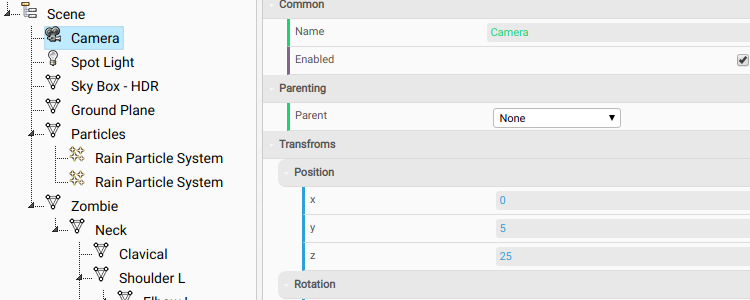 Scene
Camera
Spot Light
Sky Box - HDR
Ground Plane
Particles
Rain Particle System
Rain Particle System
Zombie
Neck
Clavical
Shoulder L
Common
Name Camera
Enabled
Parenting
Parent None
Transfroms
Position
x 0
y 5
z 25
Rotation